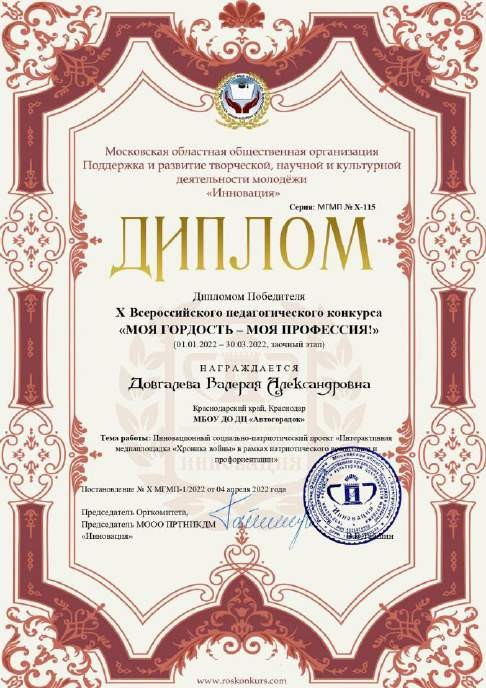 Московская областная общественная организация
Поддержка и развитие творческой, научной и культурной
деятельности молодёжи
«Инновация»
Серия: МГМП № X-115
ДИПЛОМ
Дипломом Победителя
X Всероссийского педагогического конкурса
«МОЯ ГОРДОСТЬ – МОЯ ПРОФЕССИЯ!»
(01.01.2022 – 30.03.2022, заочный этап)
НАГРАЖДАЕТСЯ
Довгалева Валерия Александровна
Краснодарский край, Краснодар
МБОУ ДО ДЦ «Автогородок»
Тема работы: Инновационный социально-патриотический проект «Интерактивная
медиаплощадка «Хроника войны» в рамках патриотического воспитания и
профориентации»
ИННОВАЦИЯ
Постановление № X МГМП-1/2022 от 04 апреля 2022 года
Председатель Оргкомитета,
Председатель МООО ПРТНИКДМ
«Инновация»
Инновация
www.roskonkurs.com